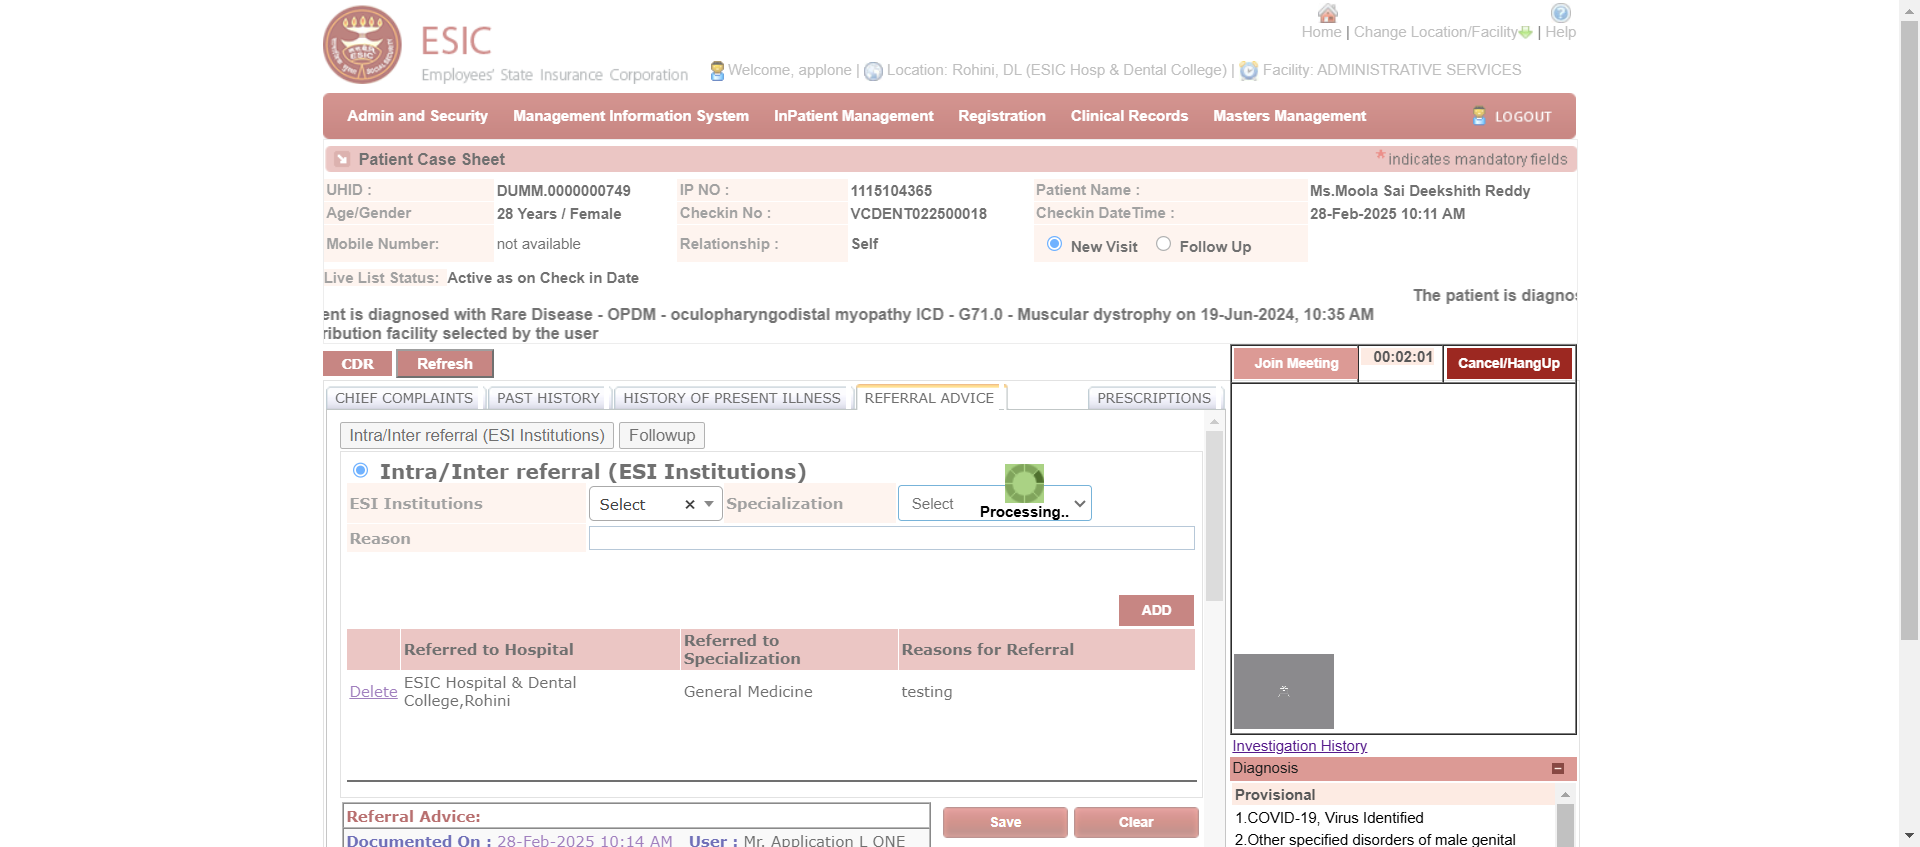 ESIC
Employees' State Insurance Corporation
Home | Change Location/Facility | Help
Welcome, applone | Location: Rohini, DL (ESIC Hosp & Dental College) | Facility: ADMINISTRATIVE SERVICES
Admin and Security Management Information System InPatient Management Registration Clinical Records Masters Management LOGOUT
Patient Case Sheet * indicates mandatory fields
UHID : DUMM.0000000749 IP NO : 1115104365 Patient Name : Ms.Moola Sai Deekshith Reddy
Age/Gender 28 Years / Female Checkin No : VCDENT022500018 Checkin DateTime : 28-Feb-2025 10:11 AM
Mobile Number: not available Relationship : Self New Visit Follow Up
Live List Status: Active as on Check in Date
The patient is diagnos
ent is diagnosed with Rare Disease - OPDM - oculopharyngodistal myopathy ICD - G71.0 - Muscular dystrophy on 19-Jun-2024, 10:35 AM
ribution facility selected by the user
CDR Refresh Join Meeting 00:02:01 Cancel/HangUp
CHIEF COMPLAINTS PAST HISTORY HISTORY OF PRESENT ILLNESS REFERRAL ADVICE PRESCRIPTIONS
Intra/Inter referral (ESI Institutions) Followup
Intra/Inter referral (ESI Institutions)
ESI Institutions Select × Specialization Select
Processing..
Reason
ADD
Referred to Hospital Referred to Specialization Reasons for Referral
Delete ESIC Hospital & Dental College,Rohini General Medicine testing
Investigation History
Diagnosis
Provisional
1.COVID-19, Virus Identified
2.Other specified disorders of male genital
Referral Advice: Save Clear
Documented On : 28-Feb-2025 10:14 AM User : Mr. Application L ONE